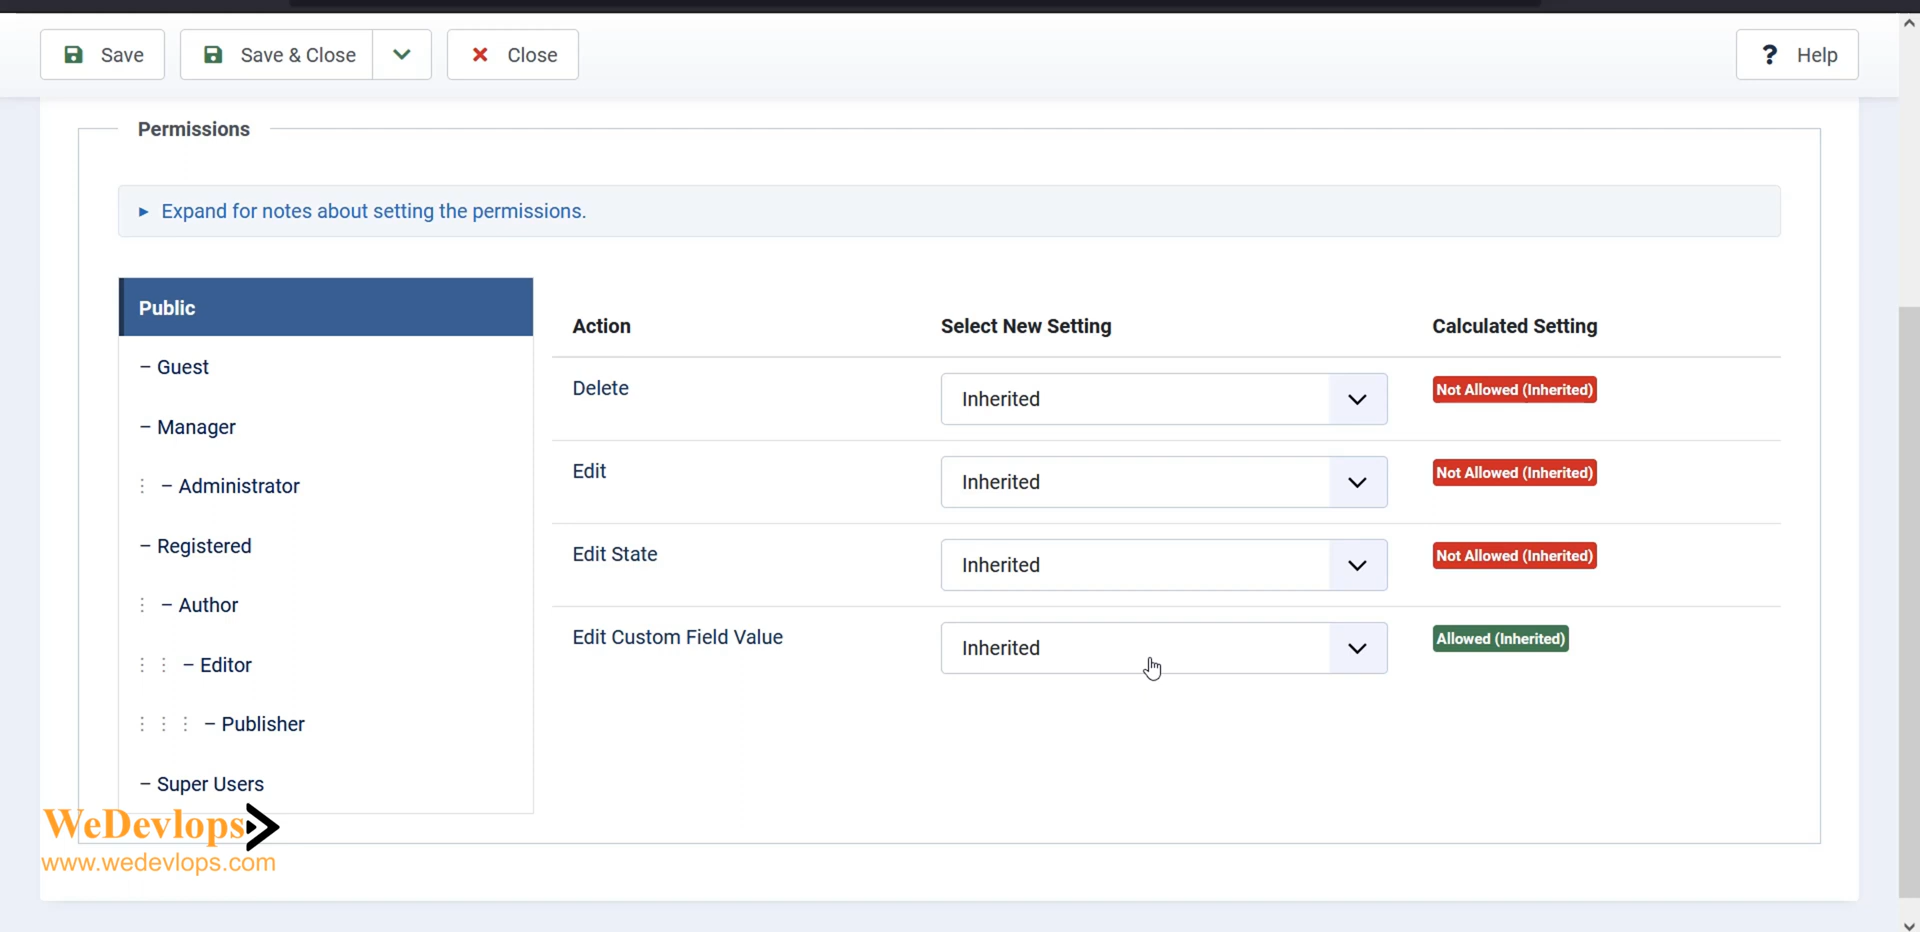 Save
Save & Close
Close
? Help
Permissions
Expand for notes about setting the permissions.
Public
Action
Select New Setting
Calculated Setting
– Guest
Delete
Inherited
Not Allowed (Inherited)
– Manager
Edit
Inherited
Not Allowed (Inherited)
– Administrator
– Registered
Edit State
Inherited
Not Allowed (Inherited)
– Author
Edit Custom Field Value
Inherited
Allowed (Inherited)
– Editor
– Publisher
– Super Users
WeDevlops
www.wedevlops.com